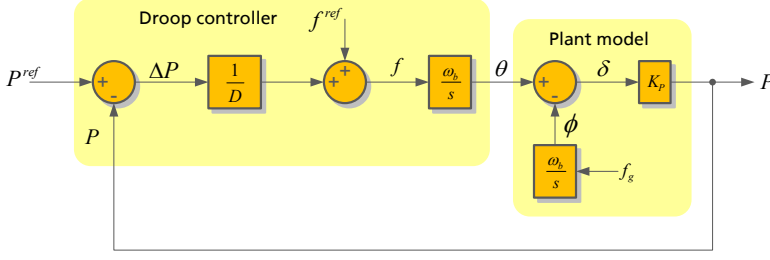 Droop controller
f^{ref}
Plant model
P^{ref}
+
-
ΔP
1/D
+
+
f
ω_b/s
θ
+
-
δ
K_P
P
P
ϕ
ω_b/s
f_g